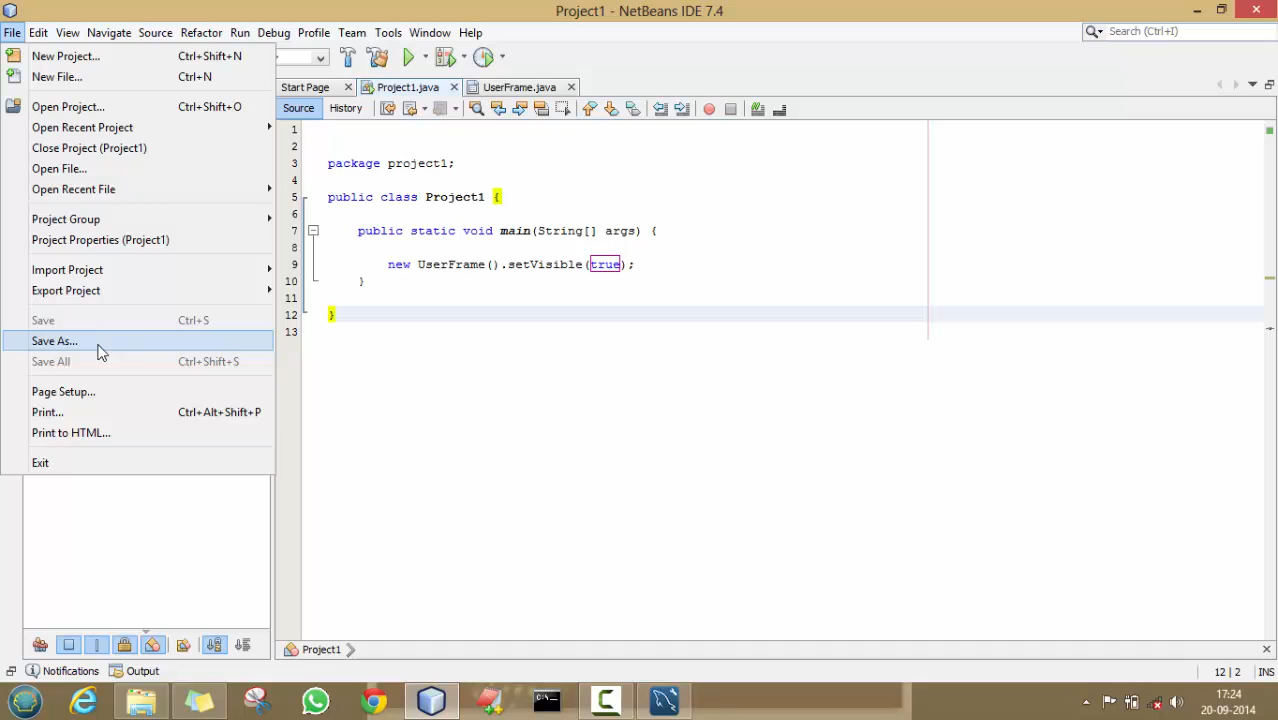 Project1 - NetBeans IDE 7.4
File Edit View Navigate Source Refactor Run Debug Profile Team Tools Window Help
Search (Ctrl+I)
New Project... Ctrl+Shift+N
New File... Ctrl+N
Open Project... Ctrl+Shift+O
Open Recent Project
Close Project (Project1)
Open File...
Open Recent File
Project Group
Project Properties (Project1)
Import Project
Export Project
Save Ctrl+S
Save As...
Save All Ctrl+Shift+S
Page Setup...
Print... Ctrl+Alt+Shift+P
Print to HTML...
Exit
Start Page Project1.java UserFrame.java
Source History
1
2
3 package project1;
4
5 public class Project1 {
6
7 public static void main(String[] args) {
8
9 new UserFrame().setVisible(true);
10 }
11
12 }
13
Project1
Notifications Output
12 | 2 INS
17:24
20-09-2014